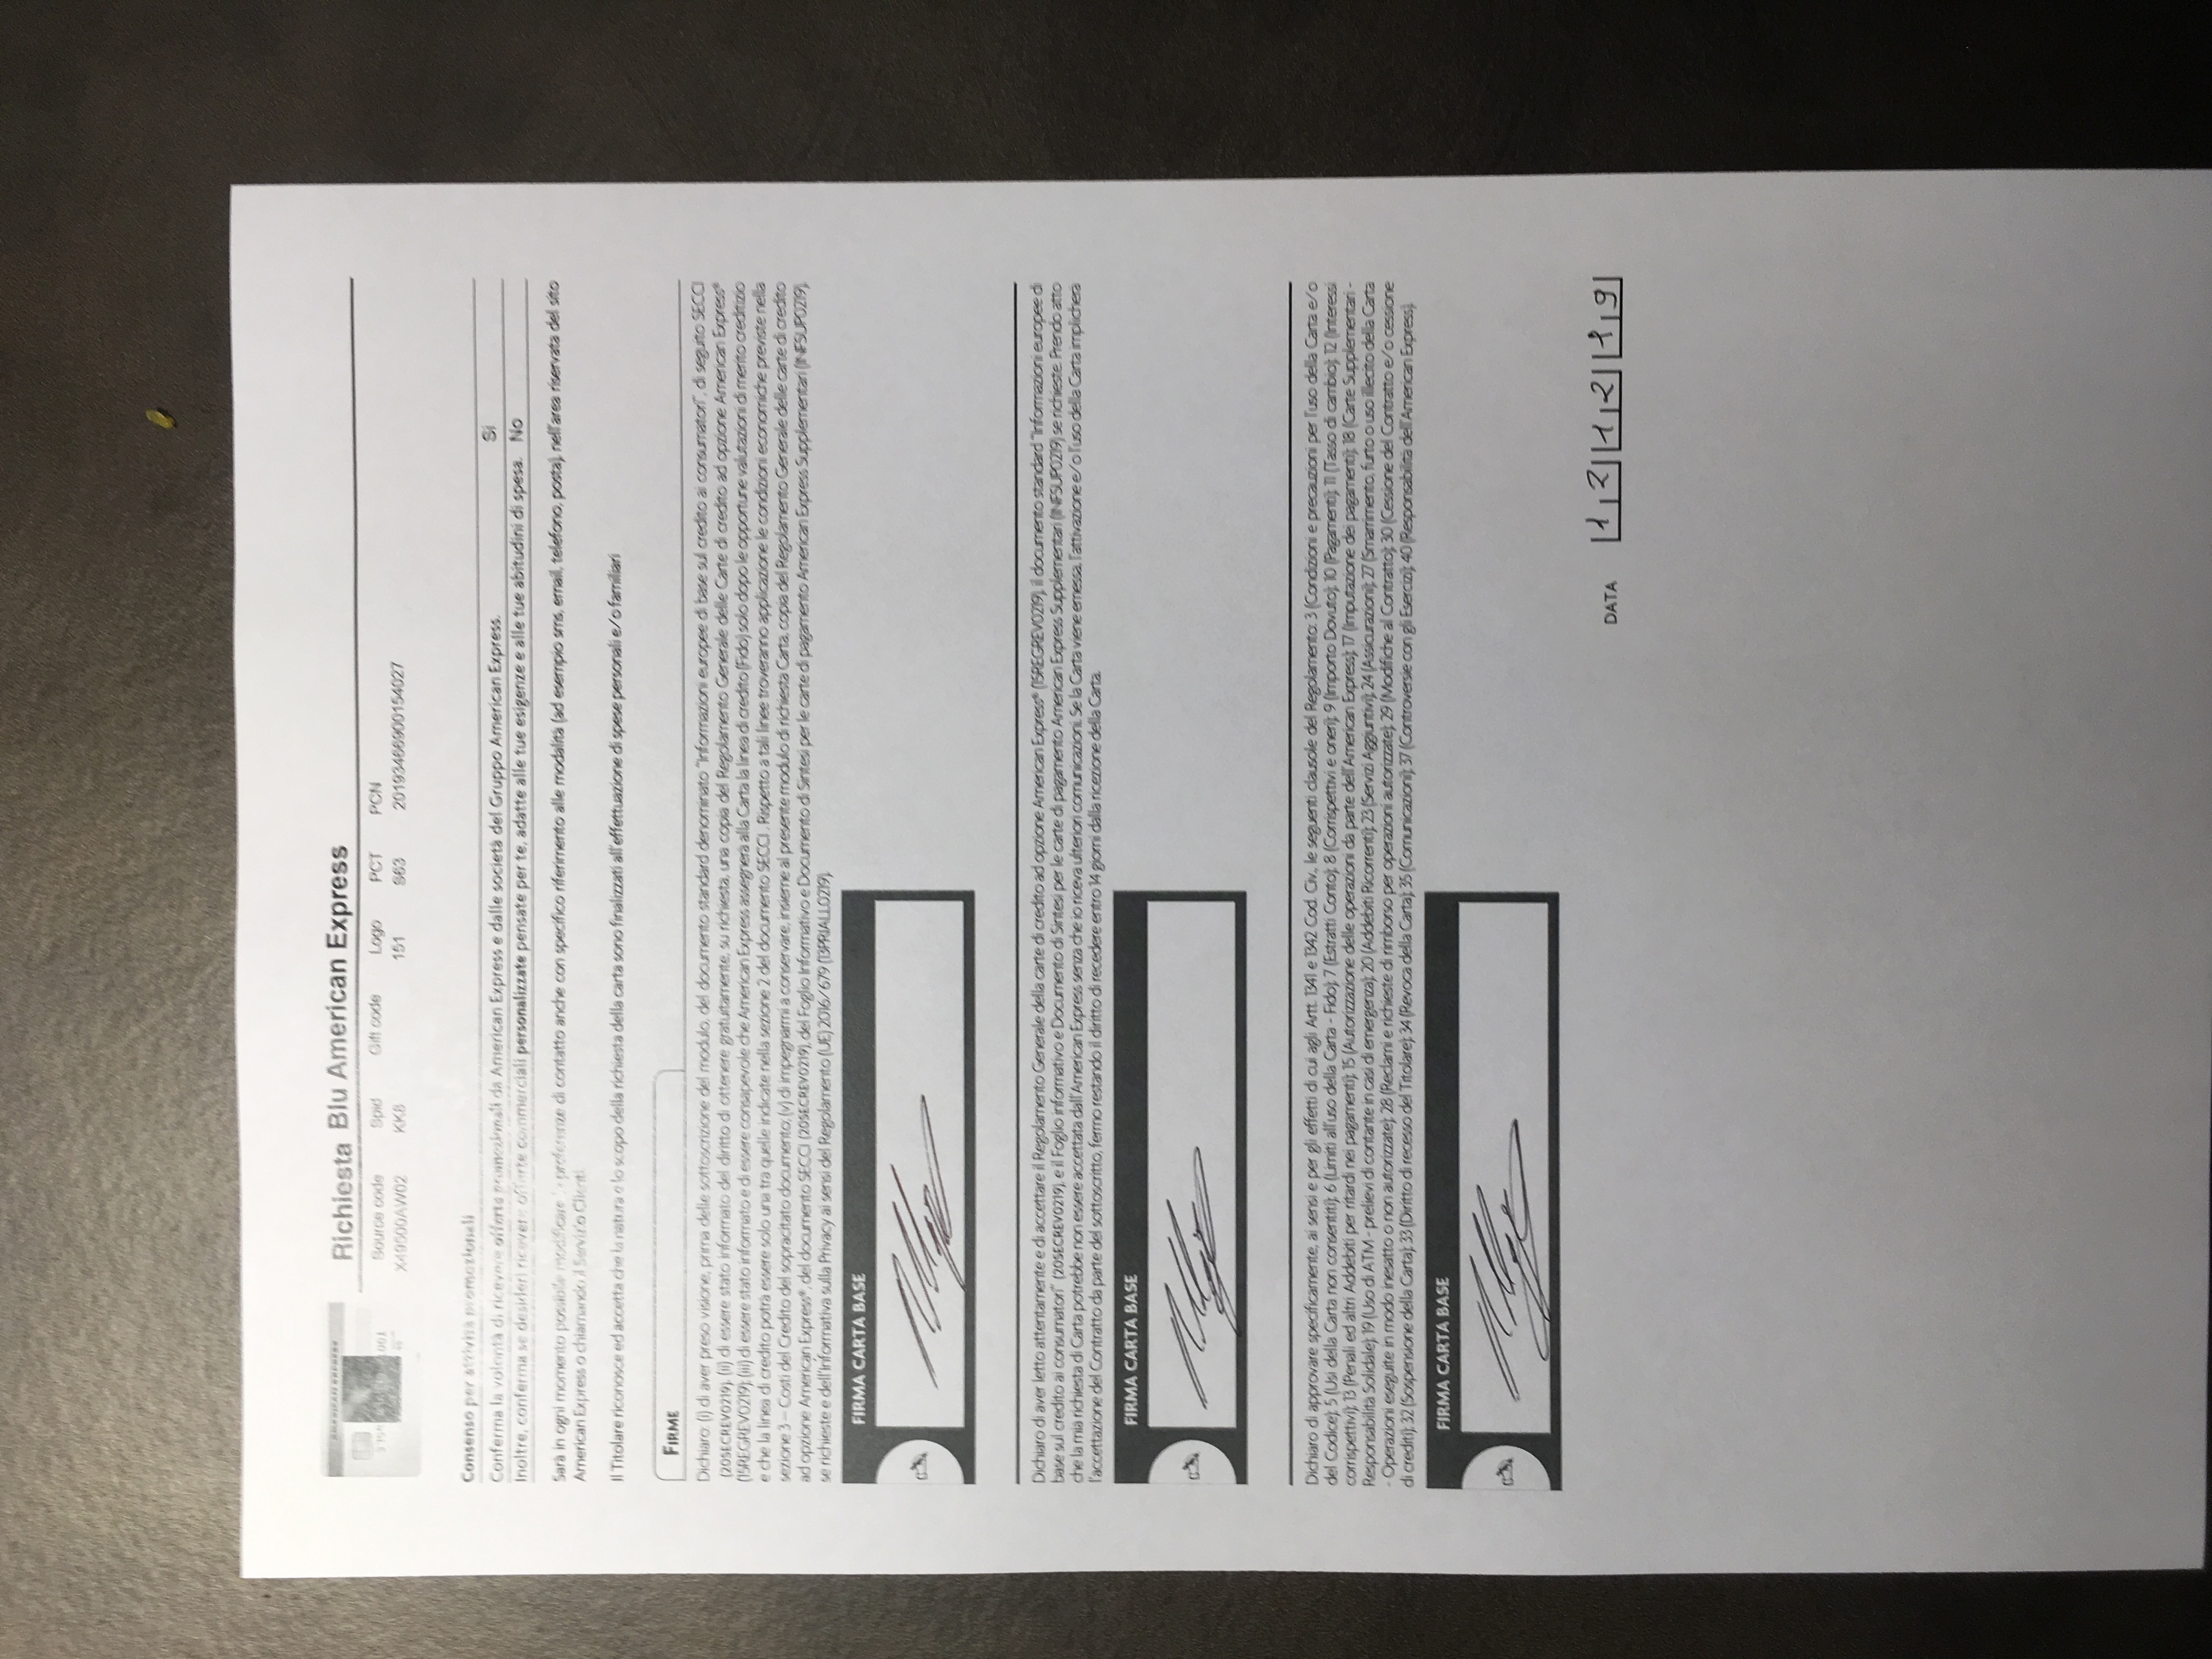 Richiesta Blu American Express
Source code Spid Gift code Logo PCT PCN
X49900AW02 KK6 151 863 20193466900154027
Consenso per attività promozionali
Conferma la volontà di ricevere offerte promozionali da American Express e dalle società del Gruppo American Express. Si
Inoltre, conferma se desideri ricevere offerte commerciali personalizzate pensate per te, adatte alle tue esigenze e alle tue abitudini di spesa. No
Sarà in ogni momento possibile modificare le preferenze di contatto anche con specifico riferimento alle modalità (ad esempio sms, email, telefono, posta), nell'area riservata del sito
American Express o chiamando il Servizio Clienti
Il Titolare riconosce ed accetta che la natura o lo scopo della richiesta della carta sono finalizzati all'effettuazione di spese personali e/o familiari
FIRME
Dichiaro: (i) di aver preso visione, prima delle sottoscrizione del modulo, del documento standard denominato "Informazioni europee di base sul credito ai consumatori", di seguito SECCI
(20SECREV0219), (ii) di essere stato informato del diritto di ottenere gratuitamente, su richiesta, una copia del Regolamento Generale delle Carte di credito ad opzione American Express®
(15REGREV0219); (iii) di essere stato informato e di essere consapevole che American Express assegnerà alla Carta la linea di credito (Fido) solo dopo le opportune valutazioni di merito creditizio
e che la linea di credito potrà essere solo una tra quelle indicate nella sezione 2 del documento SECCI . Rispetto a tali linee troveranno applicazione le condizioni economiche previste nella
sezione 3 – Costi del Credito del sopracitato documento; (v) di impegnarmi a conservare, insieme al presente modulo di richiesta Carta, copia del Regolamento Generale delle carte di credito
ad opzione American Express®, del documento SECCI (20SECREV0219), del Foglio Informativo e Documento di Sintesi per le carte di pagamento American Express Supplementari (INFSUP0219),
se richieste e dell'Informativa sulla Privacy ai sensi del Regolamento (UE) 2016/679 (13PRIALL0219).
FIRMA CARTA BASE
Dichiaro di aver letto attentamente e di accettare il Regolamento Generale della carte di credito ad opzione American Express® (15REGREV0219), il documento standard "Informazioni europee di
base sul credito ai consumatori" (20SECREV0219), e il Foglio informativo e Documento di Sintesi per le carte di pagamento American Express Supplementari (INFSUP0219) se richieste. Prendo atto
che la mia richiesta di Carta potrebbe non essere accettata dall'American Express senza che io riceva ulteriori comunicazioni. Se la Carta viene emessa, l'attivazione e/o l'uso della Carta implicherà
l'accettazione del Contratto da parte del sottoscritto, fermo restando il diritto di recedere entro 14 giorni dalla ricezione della Carta.
FIRMA CARTA BASE
Dichiaro di approvare specificamente, ai sensi e per gli effetti di cui agli Artt. 1341 e 1342 Cod. Civ., le seguenti clausole del Regolamento: 3 (Condizioni e precauzioni per l'uso della Carta e/o
del Codice); 5 (Usi della Carta non consentiti); 6 (Limiti all'uso della Carta - Fido); 7 (Estratti Conto); 8 (Corrispettivi e oneri); 9 (Importo Dovuto); 10 (Pagamenti); 11 (Tasso di cambio); 12 (Interessi
corrispettivi); 13 (Penali ed altri Addebiti per ritardi nei pagamenti); 15 (Autorizzazione delle operazioni da parte dell'American Express); 17 (Imputazione dei pagamenti); 18 (Carte Supplementari -
Responsabilità Solidale); 19 (Uso di ATM - prelievi di contante in casi di emergenza); 20 (Addebiti Ricorrenti); 23 (Servizi Aggiuntivi); 24 (Assicurazioni); 27 (Smarrimento, furto o uso illecito della Carta
- Operazioni eseguite in modo inesatto o non autorizzate); 28 (Reclami e richieste di rimborso per operazioni autorizzate); 29 (Modifiche al Contratto); 30 (Cessione del Contratto e/o cessione
di crediti); 32 (Sospensione della Carta); 33 (Diritto di recesso del Titolare); 34 (Revoca della Carta); 35 (Comunicazioni); 37 (Controversie con gli Esercizi); 40 (Responsabilità dell'American Express).
FIRMA CARTA BASE
DATA 12 12 19